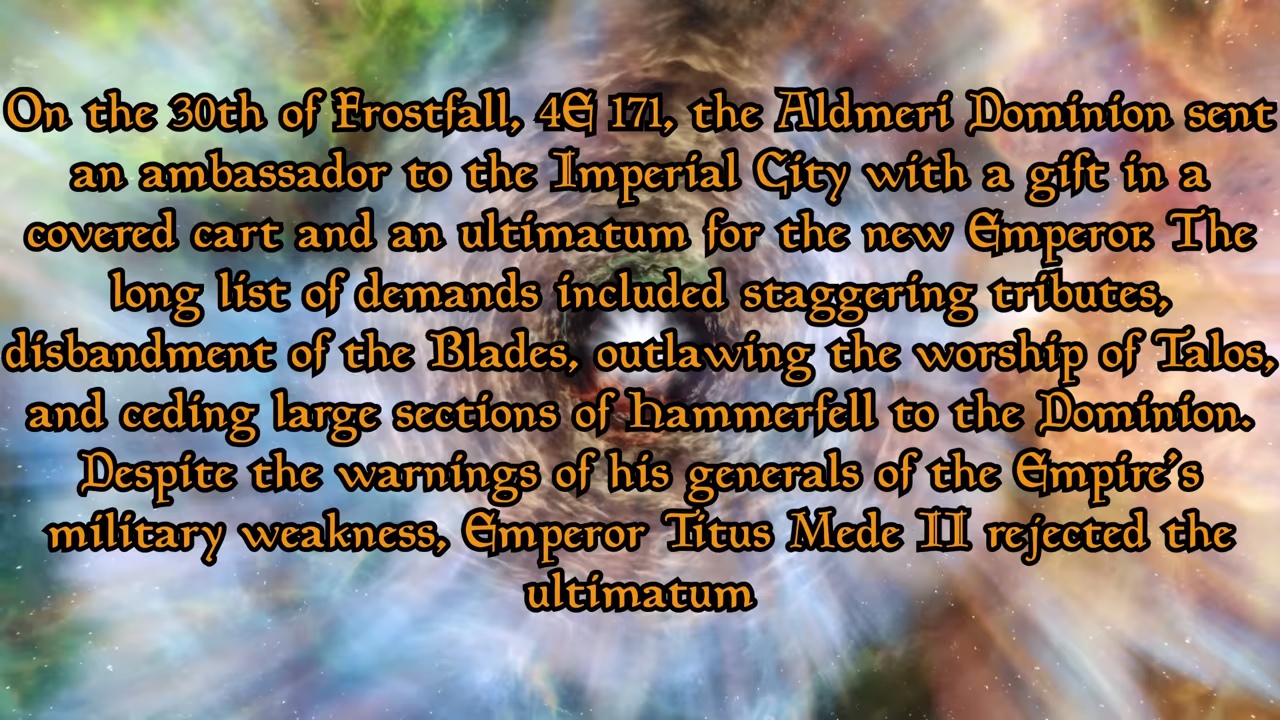 On the 30th of Frostfall, 4E 171, the Aldmeri Dominion sent
an ambassador to the Imperial City with a gift in a
covered cart and an ultimatum for the new Emperor. The
long list of demands included staggering tributes,
disbandment of the Blades, outlawing the worship of Talos,
and ceding large sections of Hammerfell to the Dominion.
Despite the warnings of his generals of the Empire's
military weakness, Emperor Titus Mede II rejected the
ultimatum